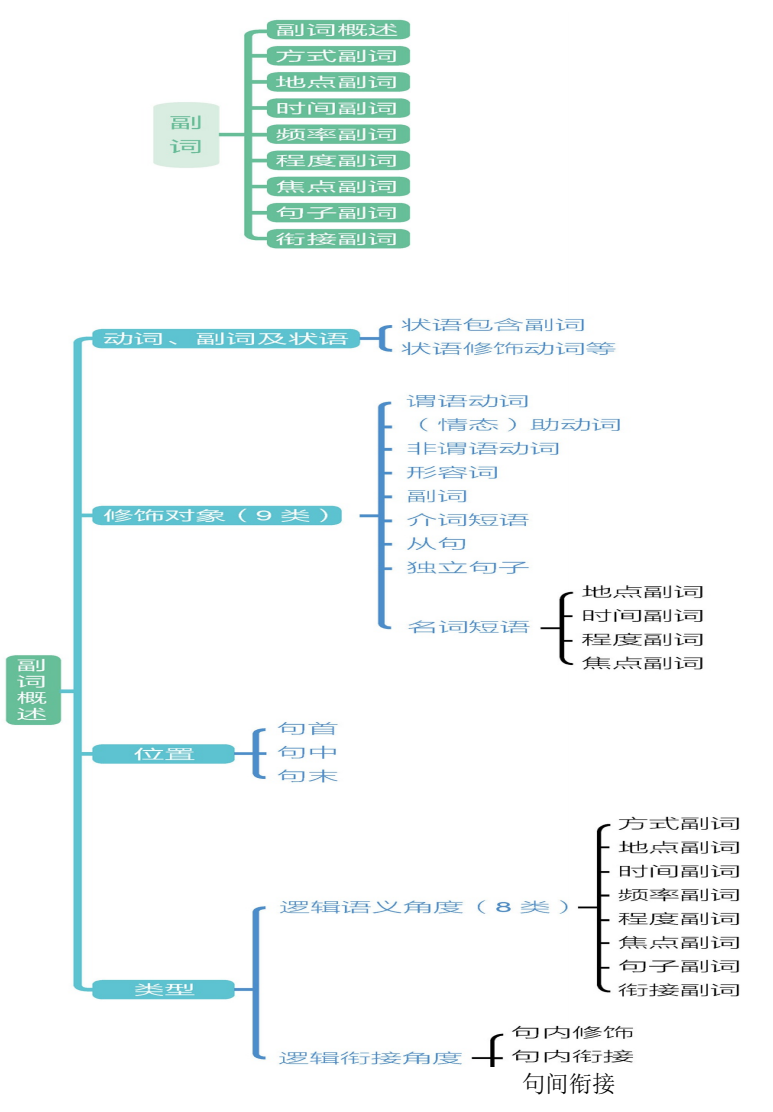 副词
副词概述
方式副词
地点副词
时间副词
频率副词
程度副词
焦点副词
句子副词
衔接副词
副词概述
动词、副词及状语
状语包含副词
状语修饰动词等
修饰对象（9 类）
谓语动词
（情态）助动词
非谓语动词
形容词
副词
介词短语
从句
独立句子
名词短语
地点副词
时间副词
程度副词
焦点副词
位置
句首
句中
句末
类型
逻辑语义角度（8 类）
方式副词
地点副词
时间副词
频率副词
程度副词
焦点副词
句子副词
衔接副词
逻辑衔接角度
句内修饰
句内衔接
句间衔接